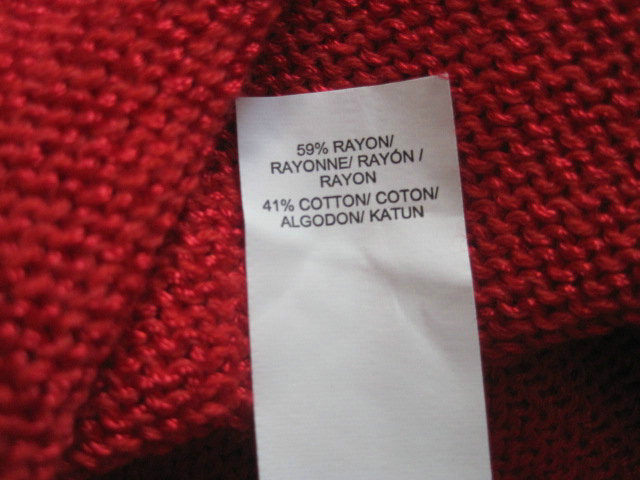 59% RAYON/
RAYONNE/ RAYÓN /
RAYON
41% COTTON/ COTON/
ALGODON/ KATUN